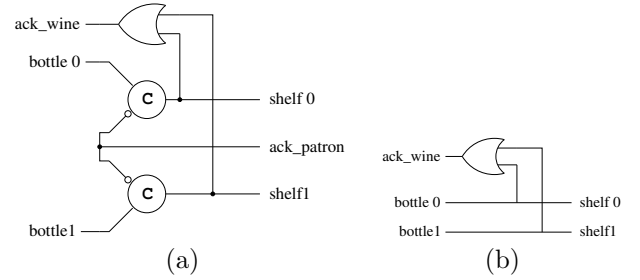 ack_wine
bottle 0
C
shelf 0
ack_patron
C
shelf1
bottle1
(a)
ack_wine
bottle 0
shelf 0
bottle1
shelf1
(b)